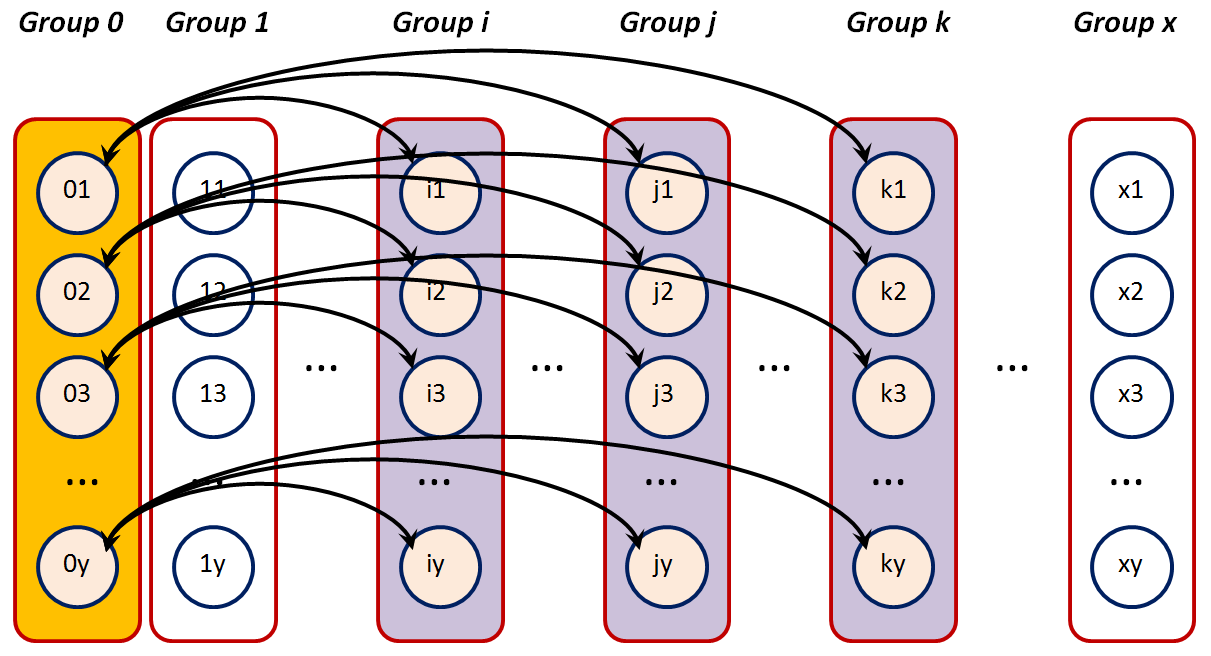 Group 0 Group 1 Group i Group j Group k Group x
01 11 i1 j1 k1 x1
02 12 i2 j2 k2 x2
03 13 i3 j3 k3 x3
... ... ... ...
... ... ... ... ... ...
0y 1y iy jy ky xy